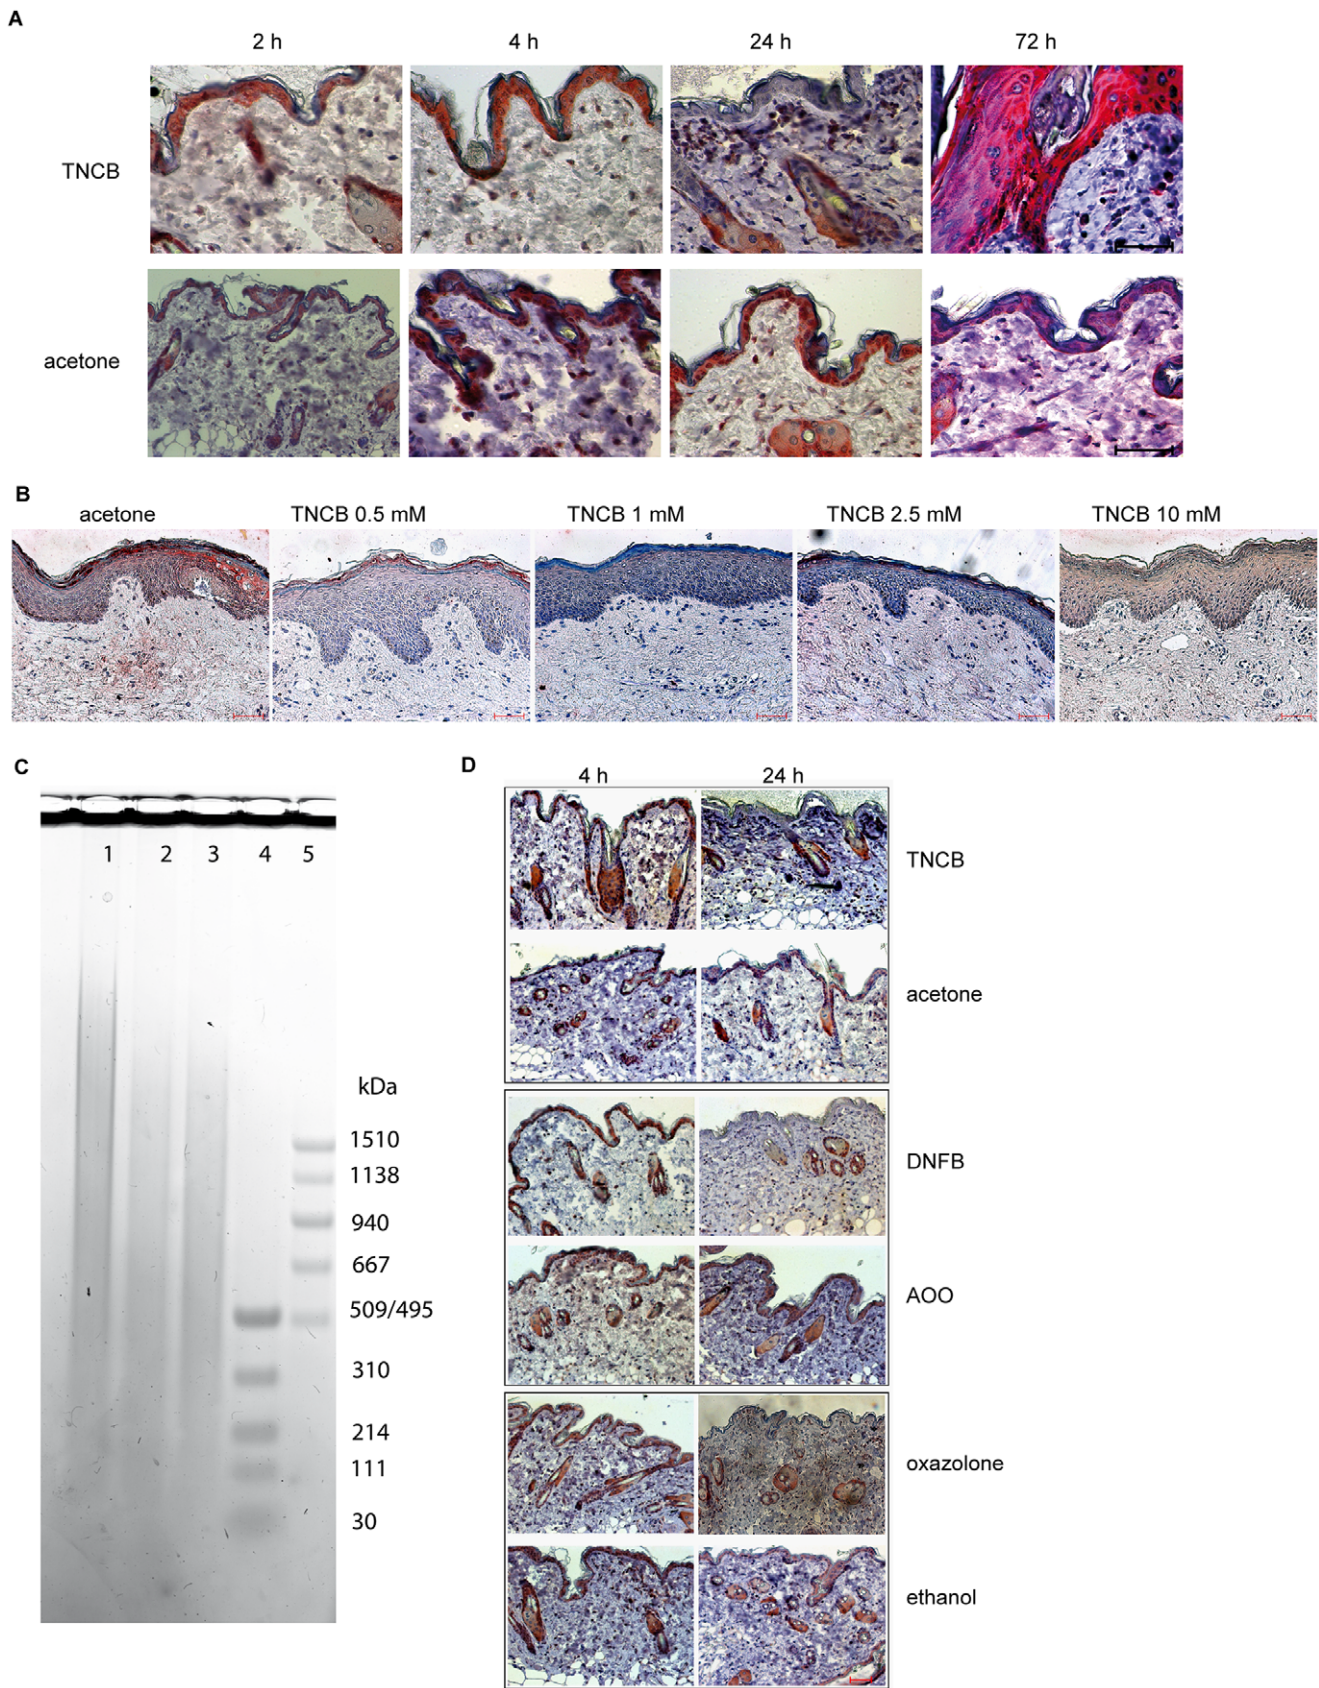 A
2 h 4 h 24 h 72 h
TNCB
acetone
B
acetone TNCB 0.5 mM TNCB 1 mM TNCB 2.5 mM TNCB 10 mM
C
1 2 3 4 5
kDa
1510
1138
940
667
509/495
310
214
111
30
D
4 h 24 h
TNCB
acetone
DNFB
AOO
oxazolone
ethanol